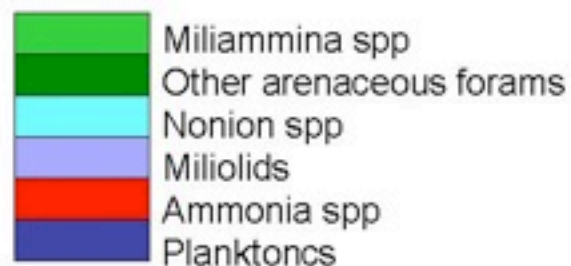 Miliammina spp
Other arenaceous forams
Nonion spp
Miliolids
Ammonia spp
Planktoncs